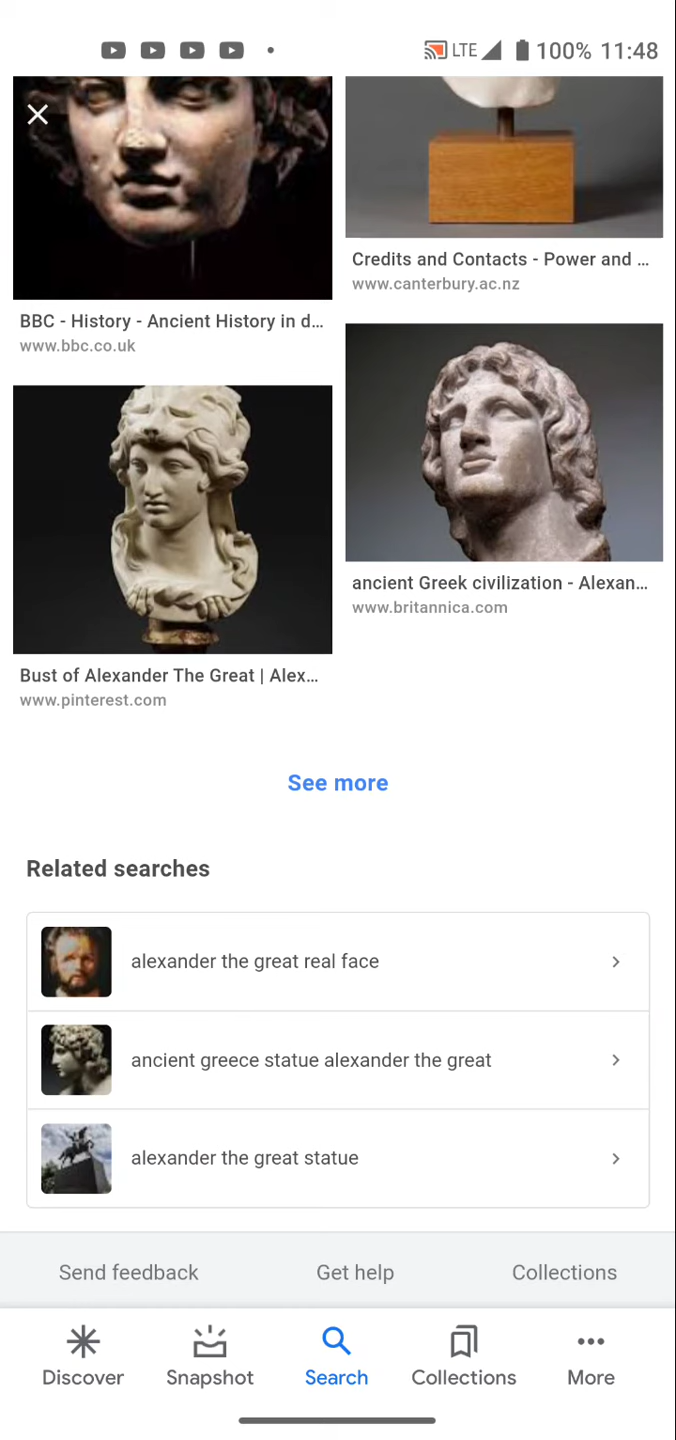 LTE 100% 11:48
BBC - History - Ancient History in d...
www.bbc.co.uk
Credits and Contacts - Power and ...
www.canterbury.ac.nz
Bust of Alexander The Great | Alex...
www.pinterest.com
ancient Greek civilization - Alexan...
www.britannica.com
See more
Related searches
alexander the great real face
ancient greece statue alexander the great
alexander the great statue
Send feedback Get help Collections
Discover Snapshot Search Collections More